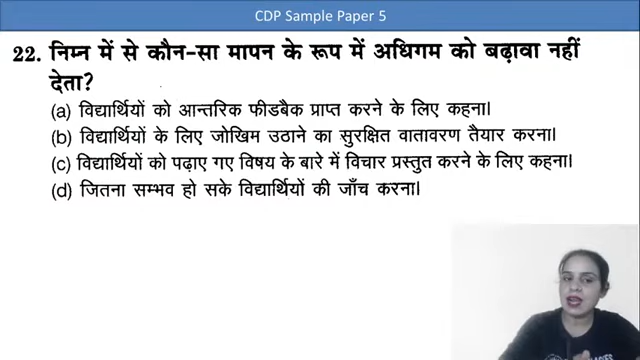 CDP Sample Paper 5
22. निम्न में से कौन-सा मापन के रूप में अधिगम को बढ़ावा नहीं
देता?
(a) विद्यार्थियों को आन्तरिक फीडबैक प्राप्त करने के लिए कहना।
(b) विद्यार्थियों के लिए जोखिम उठाने का सुरक्षित वातावरण तैयार करना।
(c) विद्यार्थियों को पढ़ाए गए विषय के बारे में विचार प्रस्तुत करने के लिए कहना।
(d) जितना सम्भव हो सके विद्यार्थियों की जाँच करना।